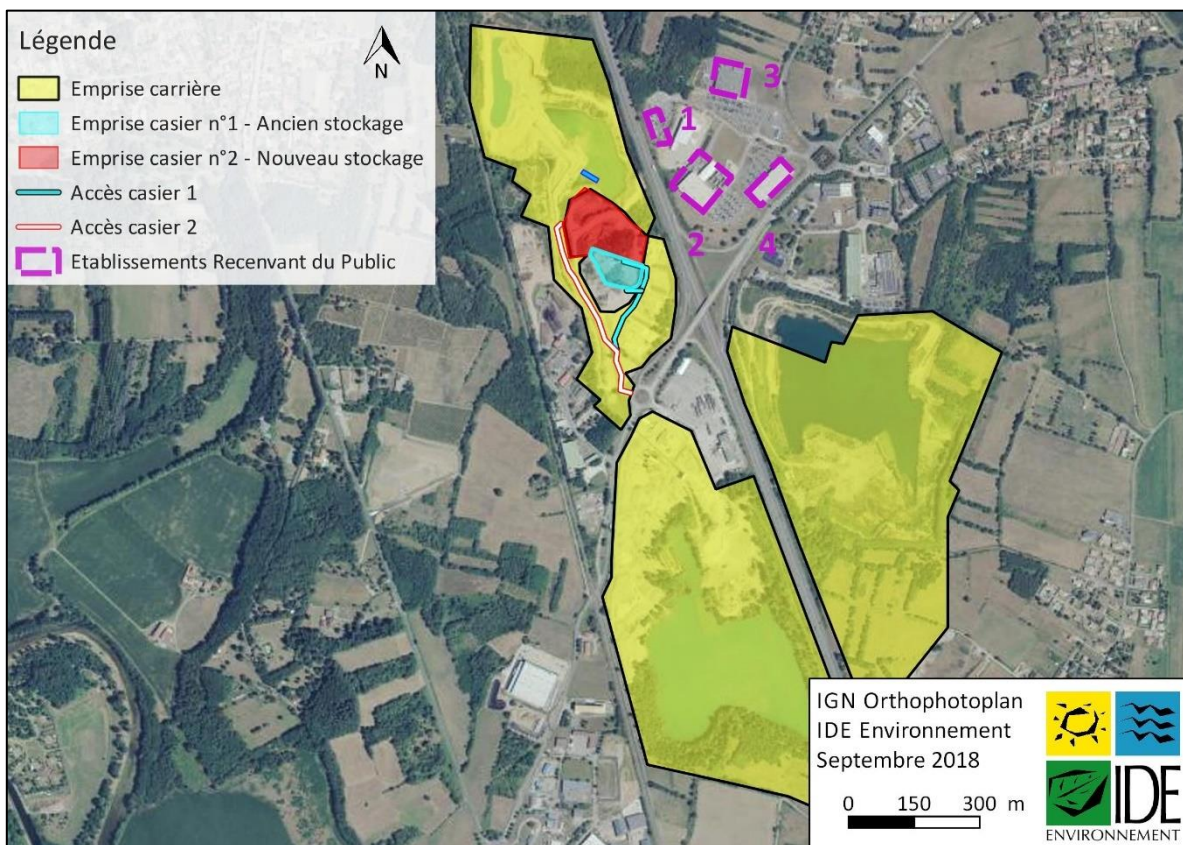 Légende
N
Emprise carrière
Emprise casier n°1 - Ancien stockage
Emprise casier n°2 - Nouveau stockage
Accès casier 1
Accès casier 2
Etablissements Recenvant du Public
3
1
2
4
IGN Orthophotoplan
IDE Environnement
Septembre 2018
0 150 300 m
IDE
ENVIRONNEMENT